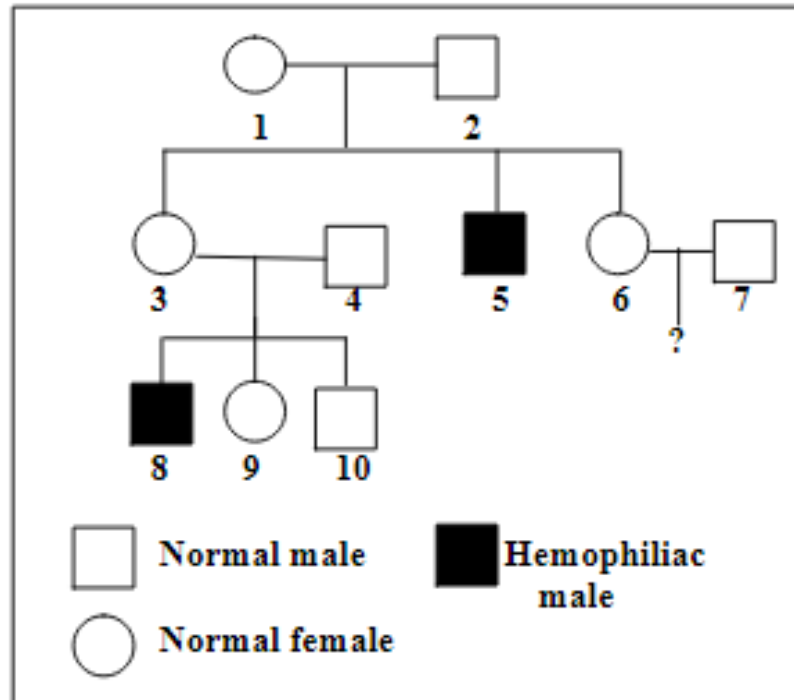 1 2
3 4 5 6 7
?
8 9 10
Normal male
Hemophiliac
male
Normal female